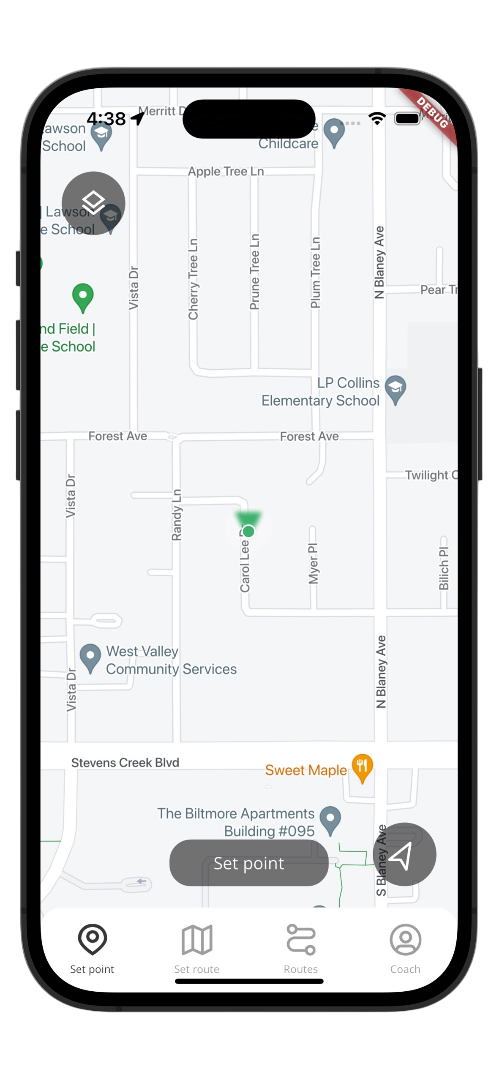 4:38
DEBUG
Merritt D
Lawson
School
Childcare
Apple Tree Ln
l Lawson
e School
Vista Dr
Cherry Tree Ln
Prune Tree Ln
Plum Tree Ln
N Blaney Ave
Pear Tr
nd Field |
e School
LP Collins
Elementary School
Forest Ave
Forest Ave
Twilight C
Vista Dr
Randy Ln
Carol Lee
Myer Pl
Bilich Pl
West Valley
Community Services
Vista Dr
N Blaney Ave
Stevens Creek Blvd
Sweet Maple
The Biltmore Apartments
Building #095
S Blaney Ave
Set point
Set point
Set route
Routes
Coach